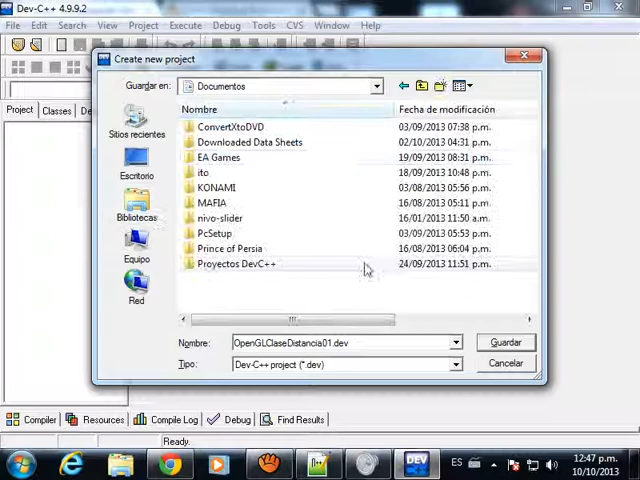 Dev-C++ 4.9.9.2
File Edit Search View Project Execute Debug Tools CVS Window Help
Create new project
Guardar en: Documentos
Project Classes De
Nombre Fecha de modificación
Sitios recientes
Escritorio
Bibliotecas
Equipo
Red
ConvertXtoDVD 03/09/2013 07:38 p.m.
Downloaded Data Sheets 02/10/2013 04:31 p.m.
EA Games 19/09/2013 08:31 p.m.
ito 18/09/2013 10:48 p.m.
KONAMI 03/08/2013 05:56 p.m.
MAFIA 16/08/2013 05:11 p.m.
nivo-slider 16/01/2013 11:50 a.m.
PcSetup 03/09/2013 05:53 p.m.
Prince of Persia 16/08/2013 06:04 p.m.
Proyectos DevC++ 24/09/2013 11:51 p.m.
Nombre: OpenGLClaseDistancia01.dev Guardar
Tipo: Dev-C++ project (*.dev) Cancelar
Compiler Resources Compile Log Debug Find Results
Ready.
DEV
ES
12:47 p.m.
10/10/2013